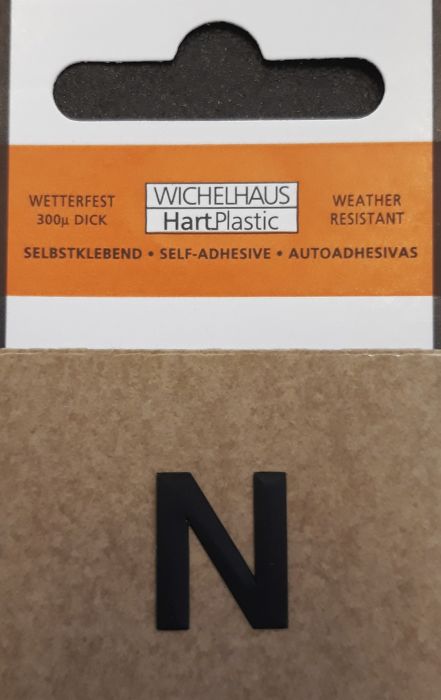 WETTERFEST
300µ DICK
WICHELHAUS
HartPlastic
WEATHER
RESISTANT
SELBSTKLEBEND • SELF-ADHESIVE • AUTOADHESIVAS
N